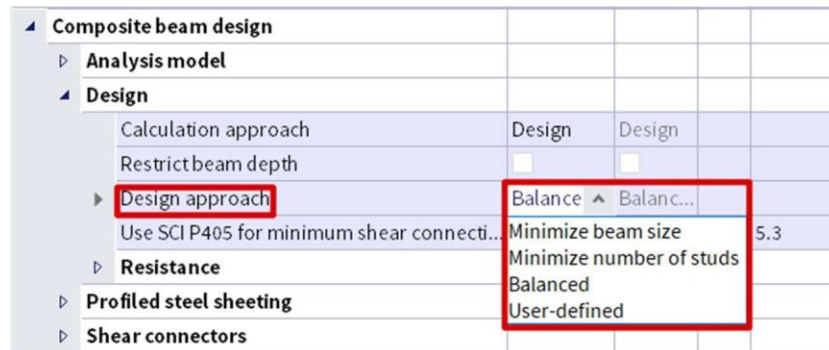 Composite beam design
Analysis model
Design
Calculation approach Design Design
Restrict beam depth
Design approach Balance Balanc...
Use SCI P405 for minimum shear connecti... Minimize beam size 5.3
Minimize number of studs
Resistance Balanced
Profiled steel sheeting User-defined
Shear connectors